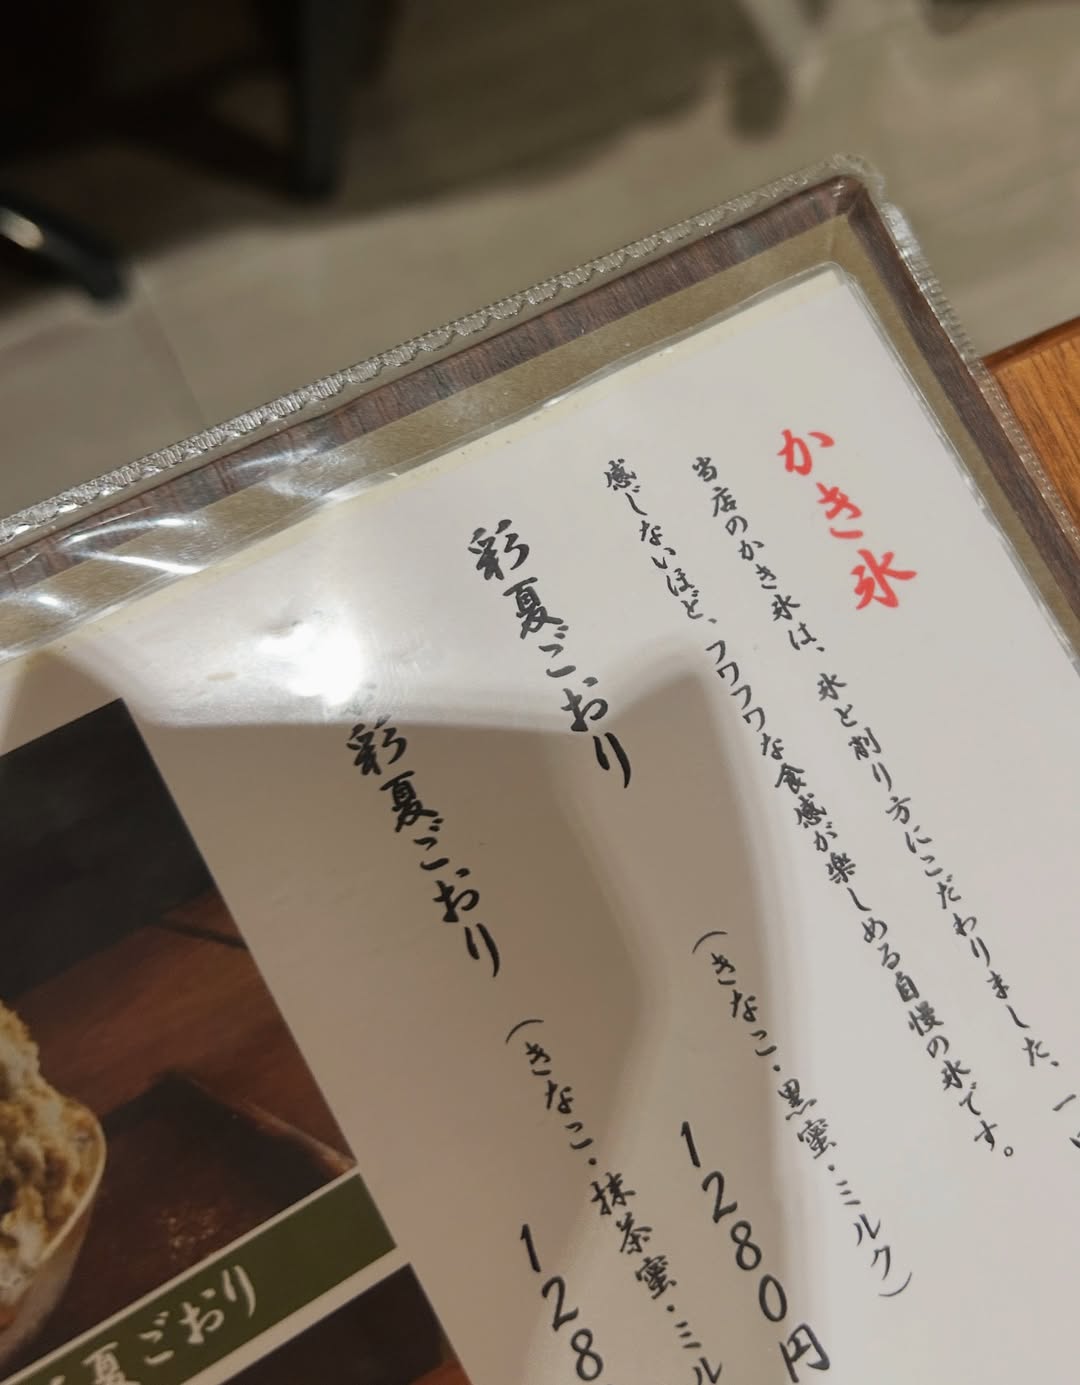 かき氷
当店のかき氷は、氷と削り方にこだわりました、一口
感じないほど、フワフワな食感が楽しめる自慢の氷です。
彩夏ごおり
(きなこ・黒蜜・ミルク)
1280円
彩夏ごおり
(きなこ・抹茶蜜・ミル
128
夏ごおり